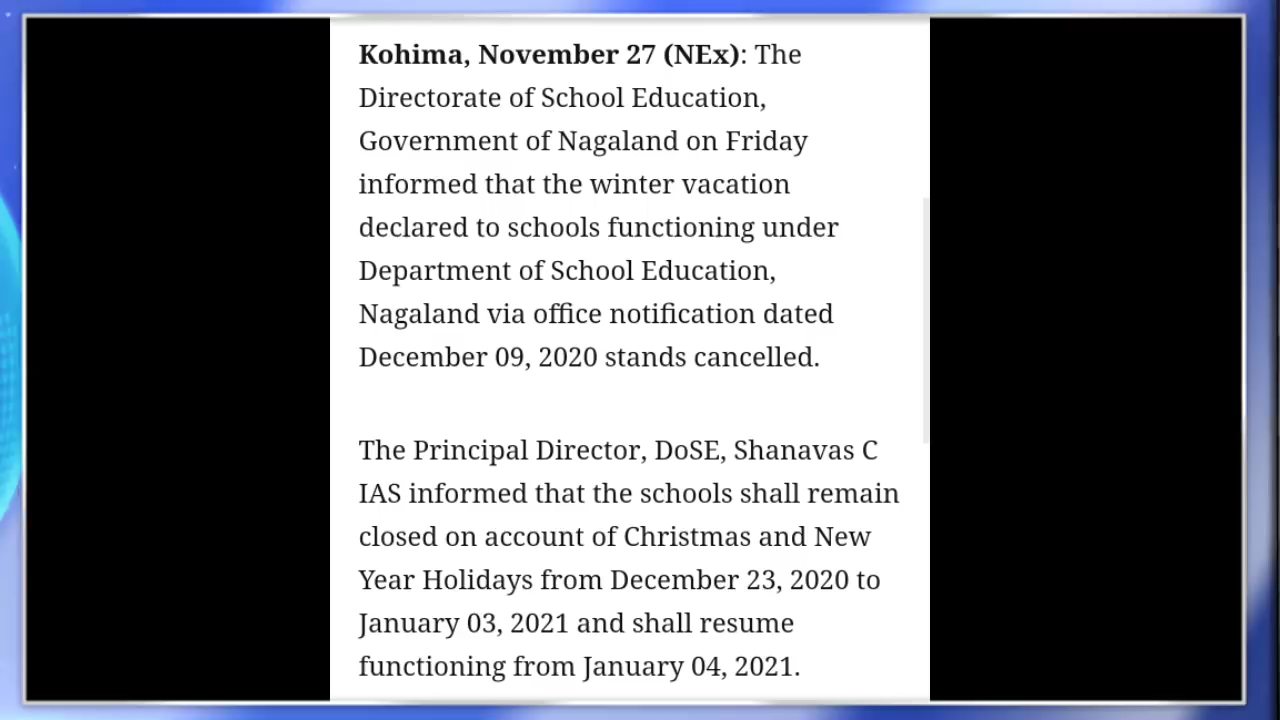 Kohima, November 27 (NEx): The
Directorate of School Education,
Government of Nagaland on Friday
informed that the winter vacation
declared to schools functioning under
Department of School Education,
Nagaland via office notification dated
December 09, 2020 stands cancelled.
The Principal Director, DoSE, Shanavas C
IAS informed that the schools shall remain
closed on account of Christmas and New
Year Holidays from December 23, 2020 to
January 03, 2021 and shall resume
functioning from January 04, 2021.